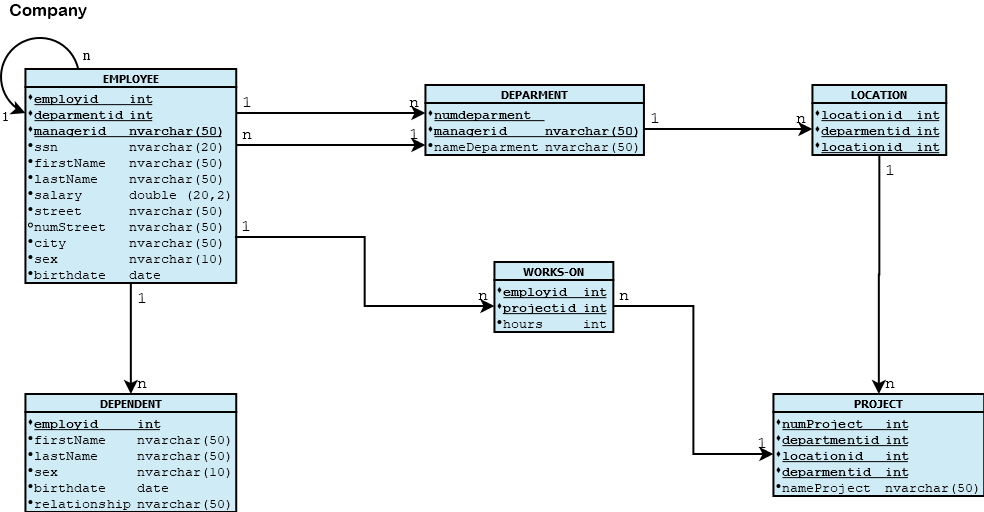 Company
n
1
EMPLOYEE
employid int
deparmentid int
managerid nvarchar(50)
ssn nvarchar(20)
firstName nvarchar(50)
lastName nvarchar(50)
salary double (20,2)
street nvarchar(50)
numStreet nvarchar(50)
city nvarchar(50)
sex nvarchar(10)
birthdate date
1 n
n 1
DEPARMENT
numdeparment
managerid nvarchar(50)
nameDeparment nvarchar(50)
1 n
LOCATION
locationid int
deparmentid int
locationid int
1
n
1 n
WORKS-ON
employid int
projectid int
hours int
n 1
1
n
DEPENDENT
employid int
firstName nvarchar(50)
lastName nvarchar(50)
sex nvarchar(10)
birthdate date
relationship nvarchar(50)
PROJECT
numProject int
departmentid int
locationid int
deparmentid int
nameProject nvarchar(50)